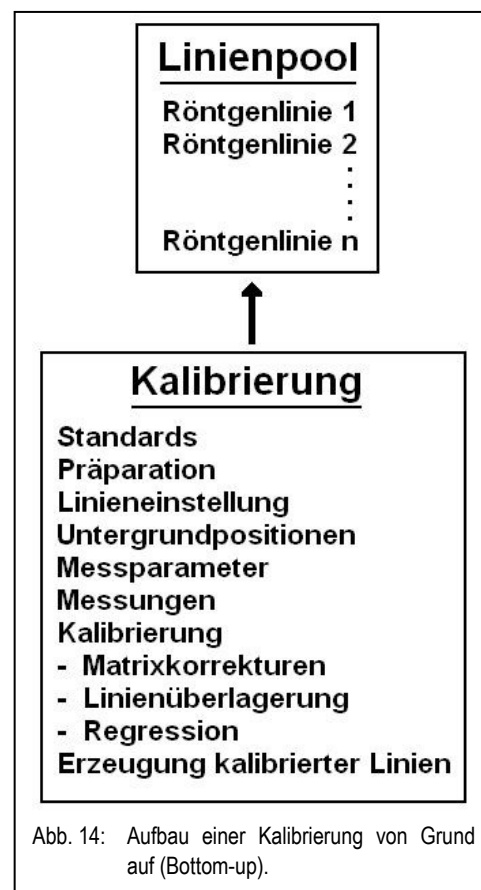 Linienpool
Röntgenlinie 1
Röntgenlinie 2
.
.
.
.
Röntgenlinie n
Kalibrierung
Standards
Präparation
Linieneinstellung
Untergrundpositionen
Messparameter
Messungen
Kalibrierung
- Matrixkorrekturen
- Linienüberlagerung
- Regression
Erzeugung kalibrierter Linien
Abb. 14: Aufbau einer Kalibrierung von Grund
auf (Bottom-up).